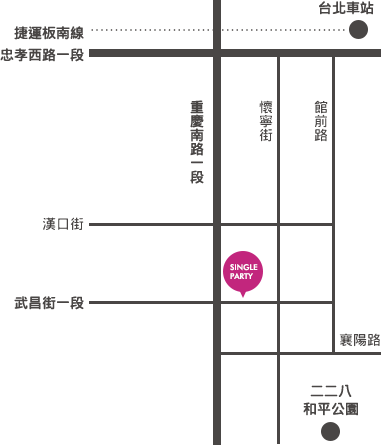 台北車站
捷運板南線
忠孝西路一段
重慶南路一段
懷寧街
館前路
漢口街
SINGLE
PARTY
武昌街一段
襄陽路
二二八
和平公園